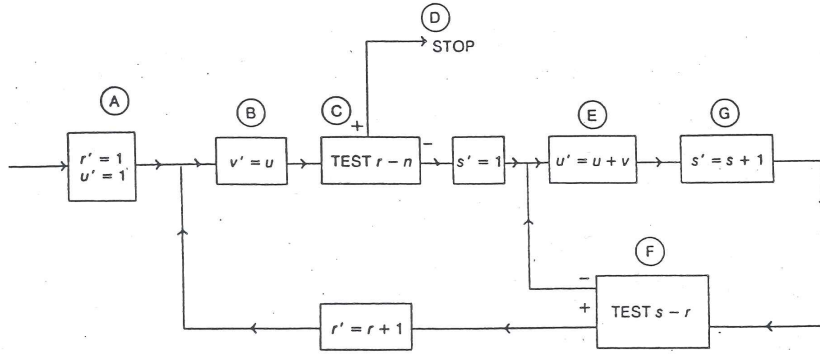 D
STOP
A
B
C
E
G
+
−
r′ = 1
u′ = 1
v′ = u
TEST r − n
s′ = 1
u′ = u + v
s′ = s + 1
F
−
+
TEST s − r
r′ = r + 1